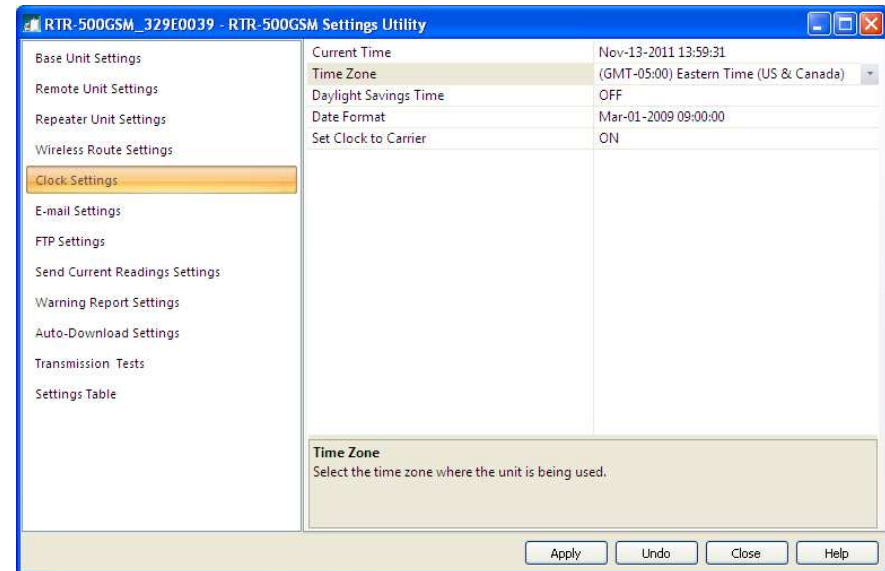 RTR-500GSM_329E0039 - RTR-500GSM Settings Utility
Base Unit Settings
Remote Unit Settings
Repeater Unit Settings
Wireless Route Settings
Clock Settings
E-mail Settings
FTP Settings
Send Current Readings Settings
Warning Report Settings
Auto-Download Settings
Transmission Tests
Settings Table
Current Time Nov-13-2011 13:59:31
Time Zone (GMT-05:00) Eastern Time (US & Canada)
Daylight Savings Time OFF
Date Format Mar-01-2009 09:00:00
Set Clock to Carrier ON
Time Zone
Select the time zone where the unit is being used.
Apply Undo Close Help